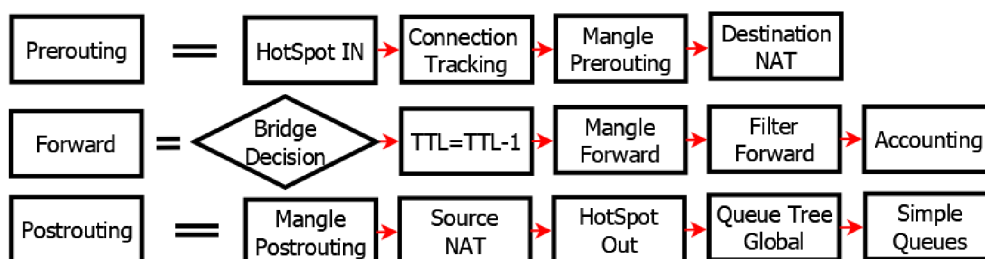 Prerouting
=
HotSpot IN
Connection
Tracking
Mangle
Prerouting
Destination
NAT
Forward
=
Bridge
Decision
TTL=TTL-1
Mangle
Forward
Filter
Forward
Accounting
Postrouting
=
Mangle
Postrouting
Source
NAT
HotSpot
Out
Queue Tree
Global
Simple
Queues